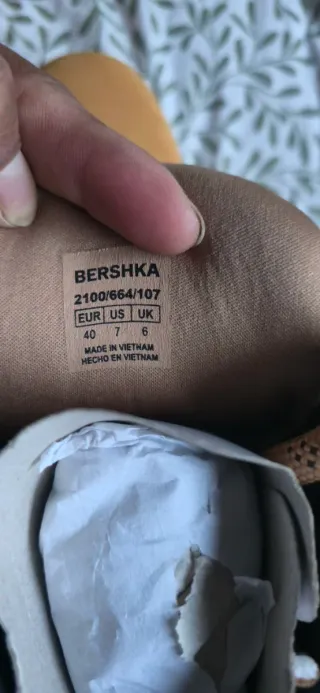 BERSHKA
2100/664/107
EUR US UK
40 7 6
MADE IN VIETNAM
HECHO EN VIETNAM